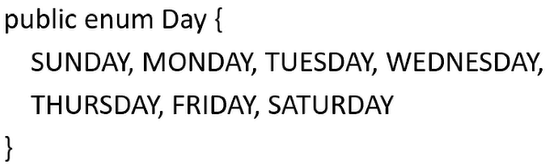 public enum Day {
SUNDAY, MONDAY, TUESDAY, WEDNESDAY,
THURSDAY, FRIDAY, SATURDAY
}